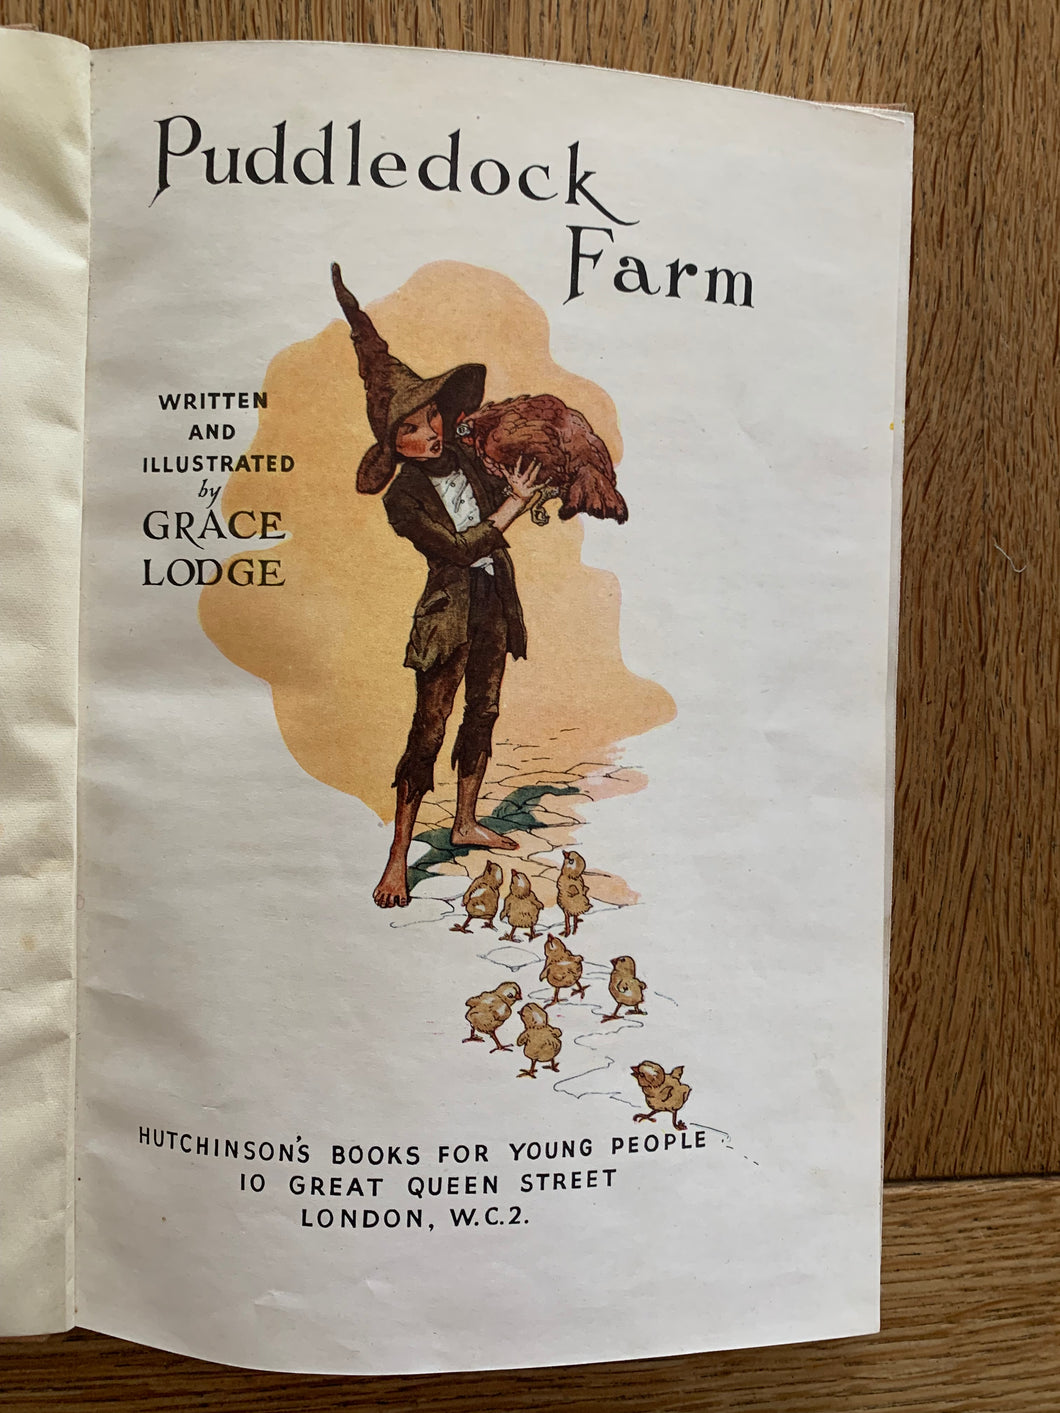 Puddledock
Farm
WRITTEN
AND
ILLUSTRATED
by
GRACE
LODGE
HUTCHINSON'S BOOKS FOR YOUNG PEOPLE
10 GREAT QUEEN STREET
LONDON, W.C.2.